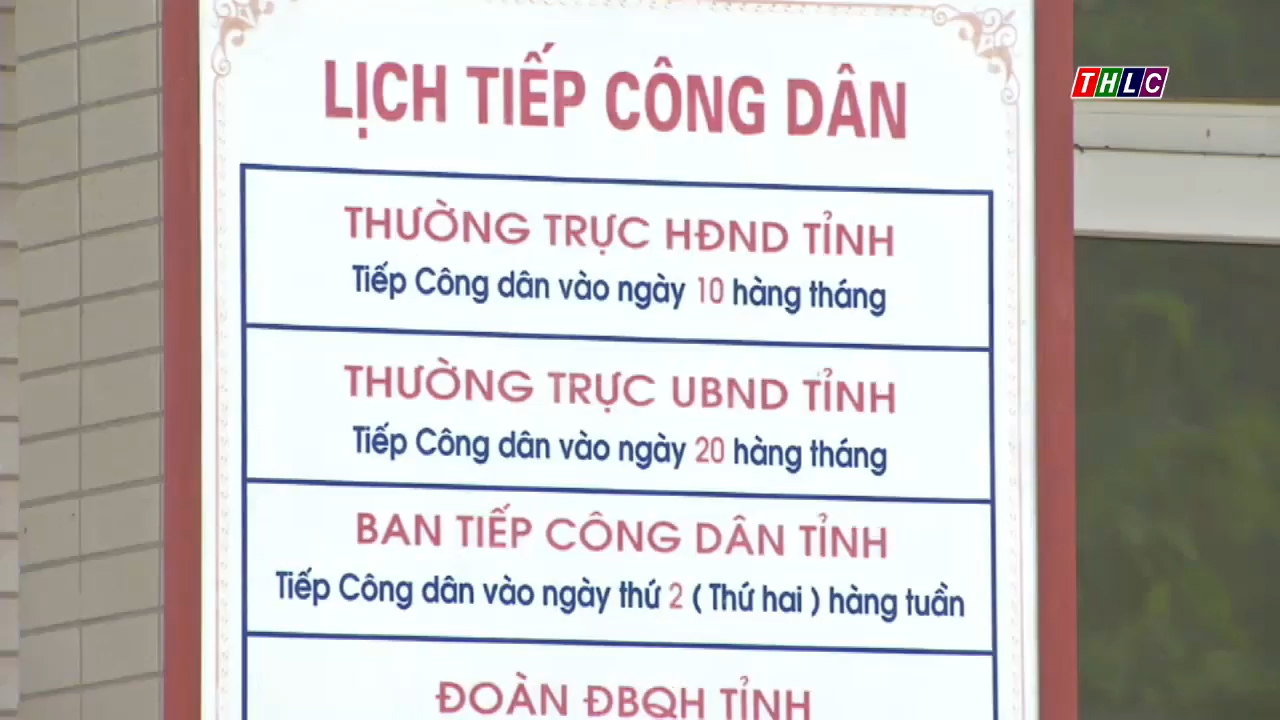 LỊCH TIẾP CÔNG DÂN
THLC
THƯỜNG TRỰC HĐND TỈNH
Tiếp Công dân vào ngày 10 hàng tháng
THƯỜNG TRỰC UBND TỈNH
Tiếp Công dân vào ngày 20 hàng tháng
BAN TIẾP CÔNG DÂN TỈNH
Tiếp Công dân vào ngày thứ 2 ( Thứ hai ) hàng tuần
ĐOÀN ĐBQH TỈNH